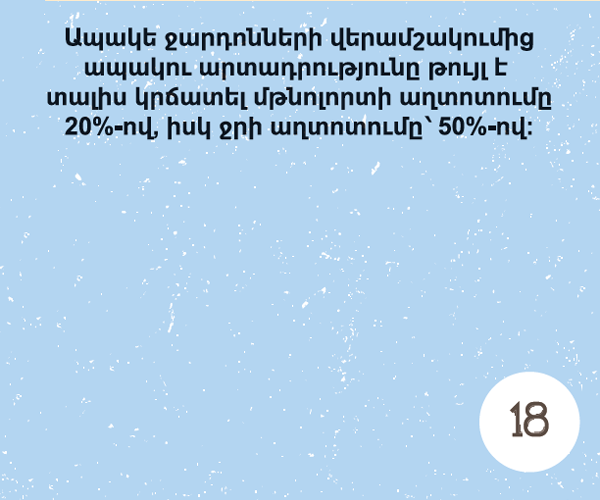 Ապակե ջարդոնների վերամշակումից
ապակու արտադրությունը թույլ է
տալիս կրճատել մթնոլորտի աղտոտումը
20%-ով, իսկ ջրի աղտոտումը՝ 50%-ով:
18